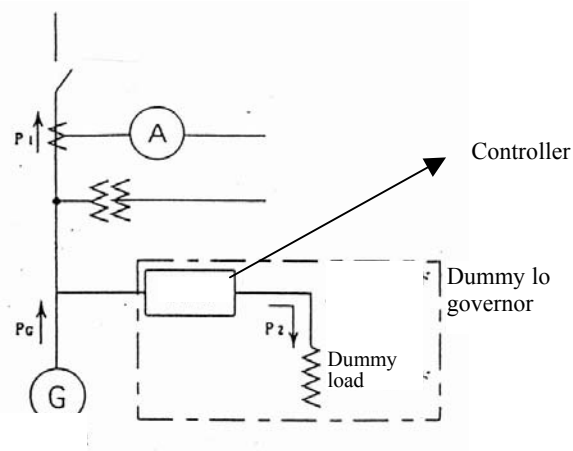 P1
A
Controller
PG
P2
Dummy lo
governor
Dummy
load
G